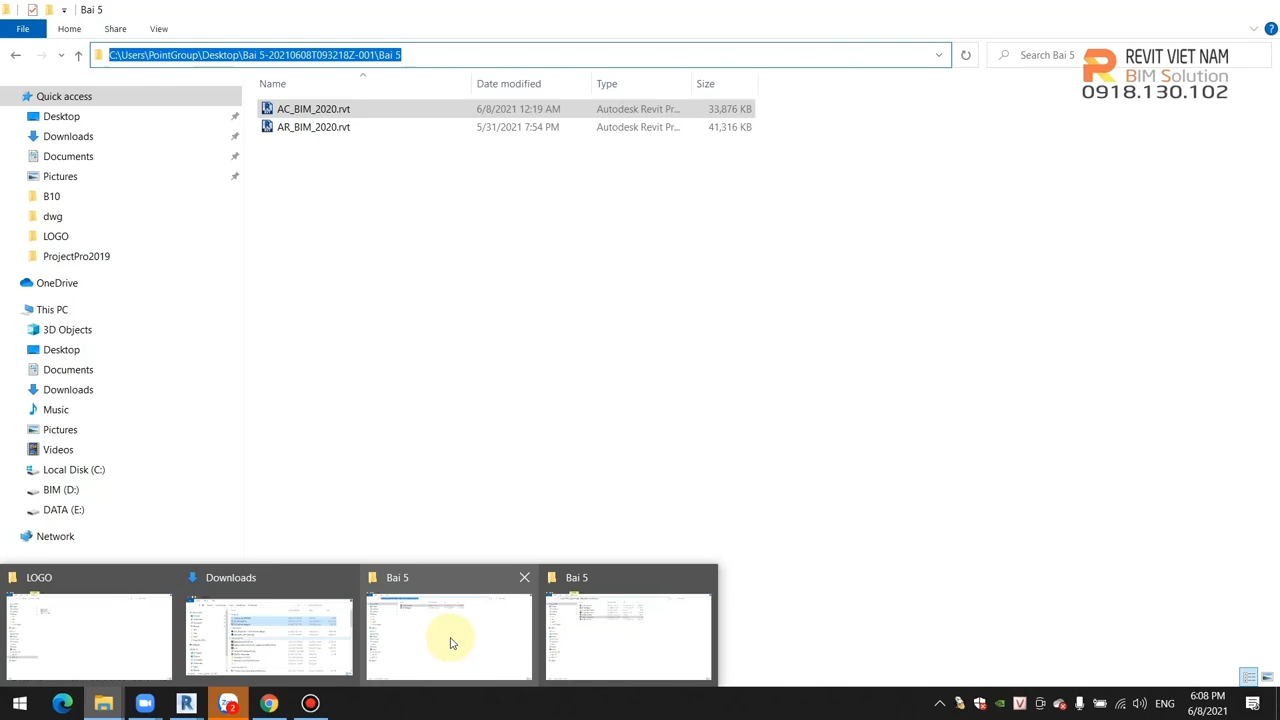 Bai 5
File
Home
Share
View
C:\Users\PointGroup\Desktop\Bai 5-20210608T093218Z-001\Bai 5
Search Bai 5
REVIT VIET NAM
BIM Solution
0918.130.102
Name
Date modified
Type
Size
AC_BIM_2020.rvt
6/8/2021 12:19 AM
Autodesk Revit Pr...
33,876 KB
AR_BIM_2020.rvt
5/31/2021 7:54 PM
Autodesk Revit Pr...
41,316 KB
Quick access
Desktop
Downloads
Documents
Pictures
B10
dwg
LOGO
ProjectPro2019
OneDrive
This PC
3D Objects
Desktop
Documents
Downloads
Music
Pictures
Videos
Local Disk (C:)
BIM (D:)
DATA (E:)
Network
LOGO
Downloads
Bai 5
Bai 5
2
ENG
6:08 PM
6/8/2021